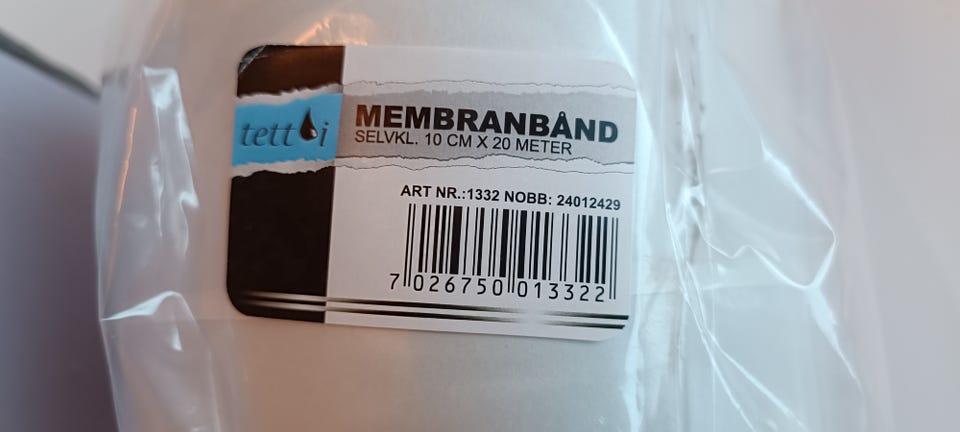 tett i
MEMBRANBÅND
SELVKL. 10 CM X 20 METER
ART NR.:1332 NOBB: 24012429
7 026750 013322